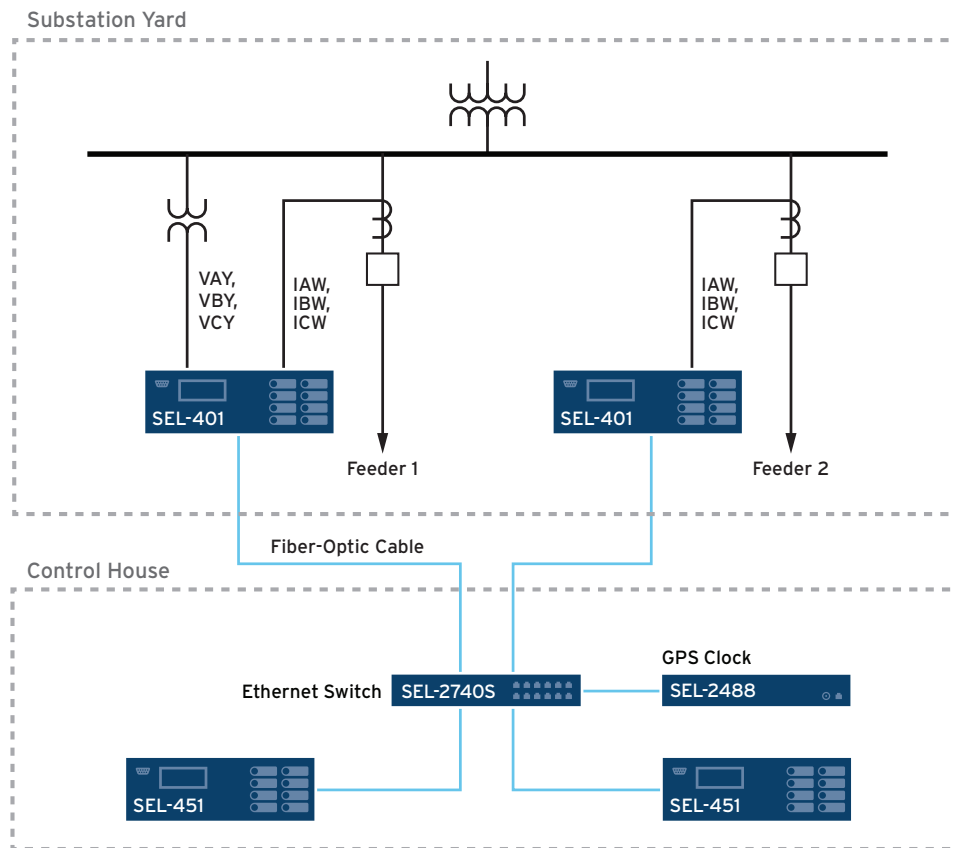 Substation Yard
VAY,
VBY,
VCY
IAW,
IBW,
ICW
IAW,
IBW,
ICW
SEL-401
SEL-401
Feeder 1
Feeder 2
Fiber-Optic Cable
Control House
GPS Clock
Ethernet Switch
SEL-2740S
SEL-2488
SEL-451
SEL-451